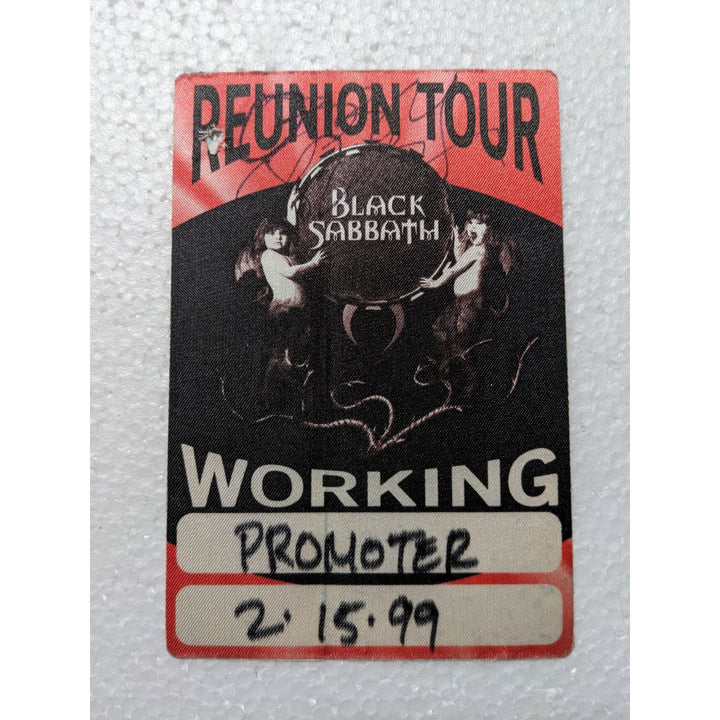 REUNION TOUR
BLACK
SABBATH
WORKING
PROMOTER
2·15·99